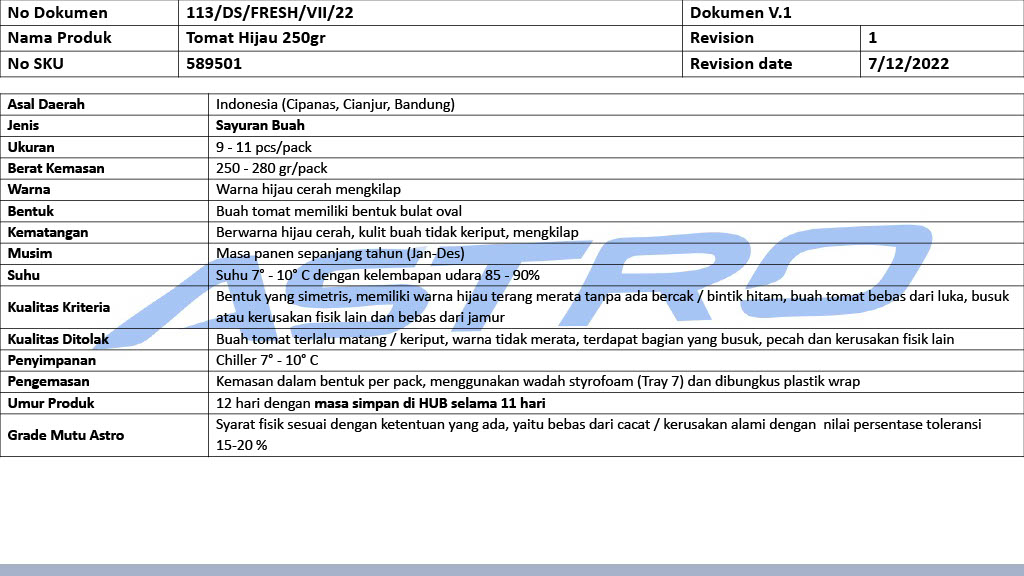 No Dokumen 113/DS/FRESH/VII/22 Dokumen V.1
Nama Produk Tomat Hijau 250gr Revision 1
No SKU 589501 Revision date 7/12/2022
Asal Daerah Indonesia (Cipanas, Cianjur, Bandung)
Jenis Sayuran Buah
Ukuran 9 - 11 pcs/pack
Berat Kemasan 250 - 280 gr/pack
Warna Warna hijau cerah mengkilap
Bentuk Buah tomat memiliki bentuk bulat oval
Kematangan Berwarna hijau cerah, kulit buah tidak keriput, mengkilap
Musim Masa panen sepanjang tahun (Jan-Des)
Suhu Suhu 7° - 10° C dengan kelembapan udara 85 - 90%
Kualitas Kriteria Bentuk yang simetris, memiliki warna hijau terang merata tanpa ada bercak / bintik hitam, buah tomat bebas dari luka, busuk
atau kerusakan fisik lain dan bebas dari jamur
Kualitas Ditolak Buah tomat terlalu matang / keriput, warna tidak merata, terdapat bagian yang busuk, pecah dan kerusakan fisik lain
Penyimpanan Chiller 7° - 10° C
Pengemasan Kemasan dalam bentuk per pack, menggunakan wadah styrofoam (Tray 7) dan dibungkus plastik wrap
Umur Produk 12 hari dengan masa simpan di HUB selama 11 hari
Grade Mutu Astro Syarat fisik sesuai dengan ketentuan yang ada, yaitu bebas dari cacat / kerusakan alami dengan nilai persentase toleransi
15-20 %
ASTRO